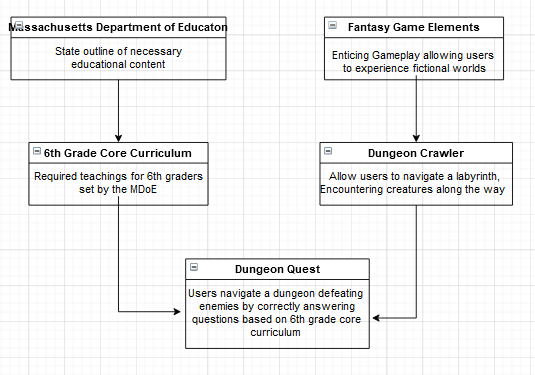 Massachusetts Department of Educaton
State outline of necessary
educational content
Fantasy Game Elements
Enticing Gameplay allowing users
to experience fictional worlds
6th Grade Core Curriculum
Required teachings for 6th graders
set by the MDoE
Dungeon Crawler
Allow users to navigate a labyrinth,
Encountering creatures along the way
Dungeon Quest
Users navigate a dungeon defeating
enemies by correctly answering
questions based on 6th grade core
curriculum